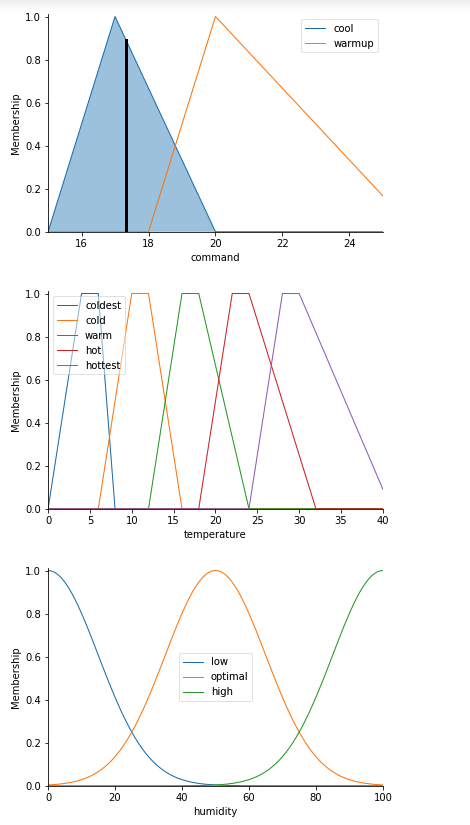 1.0
0.8
0.6
0.4
0.2
0.0
Membership
cool
warmup
16 18 20 22 24
command
1.0
0.8
0.6
0.4
0.2
0.0
Membership
coldest
cold
warm
hot
hottest
0 5 10 15 20 25 30 35 40
temperature
1.0
0.8
0.6
0.4
0.2
0.0
Membership
low
optimal
high
0 20 40 60 80 100
humidity